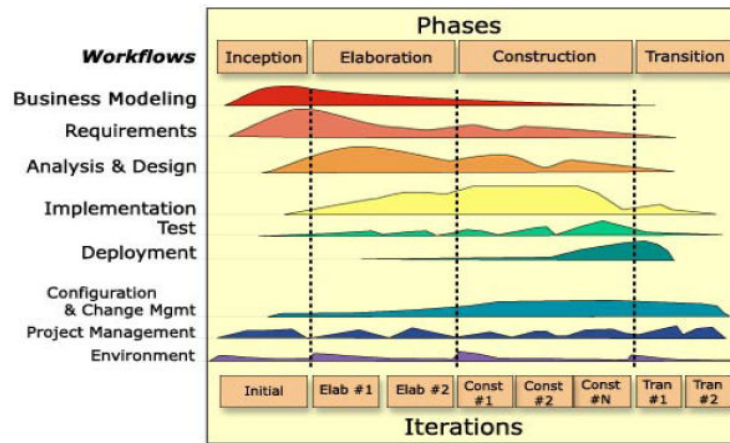 Phases
Workflows
Inception
Elaboration
Construction
Transition
Business Modeling
Requirements
Analysis & Design
Implementation
Test
Deployment
Configuration
& Change Mgmt
Project Management
Environment
Initial
Elab #1
Elab #2
Const
#1
Const
#2
Const
#N
Tran
#1
Tran
#2
Iterations